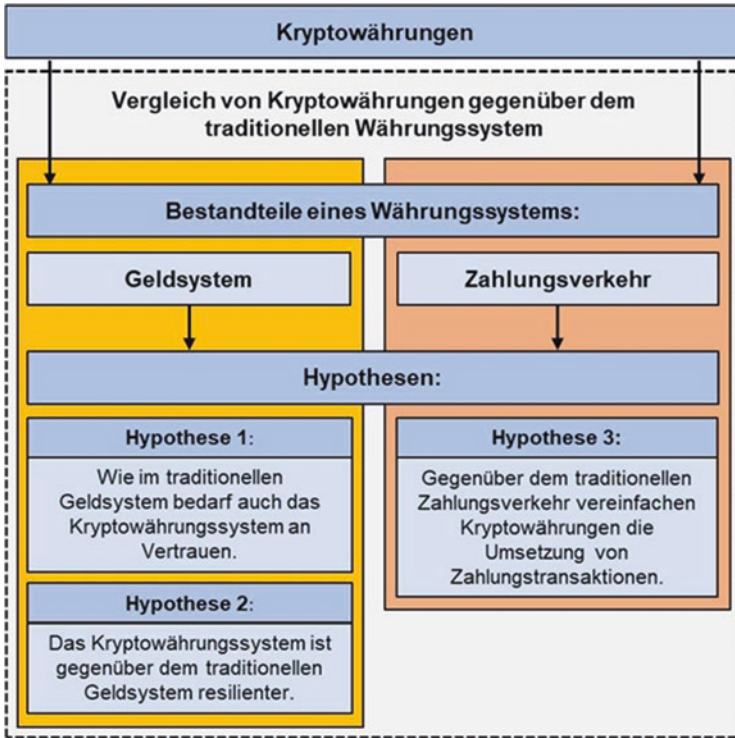 Kryptowährungen
Vergleich von Kryptowährungen gegenüber dem
traditionellen Währungssystem
Bestandteile eines Währungssystems:
Geldsystem
Zahlungsverkehr
Hypothesen:
Hypothese 1:
Wie im traditionellen
Geldsystem bedarf auch das
Kryptowährungssystem an
Vertrauen.
Hypothese 2:
Das Kryptowährungssystem ist
gegenüber dem traditionellen
Geldsystem resilienter.
Hypothese 3:
Gegenüber dem traditionellen
Zahlungsverkehr vereinfachen
Kryptowährungen die
Umsetzung von
Zahlungstransaktionen.